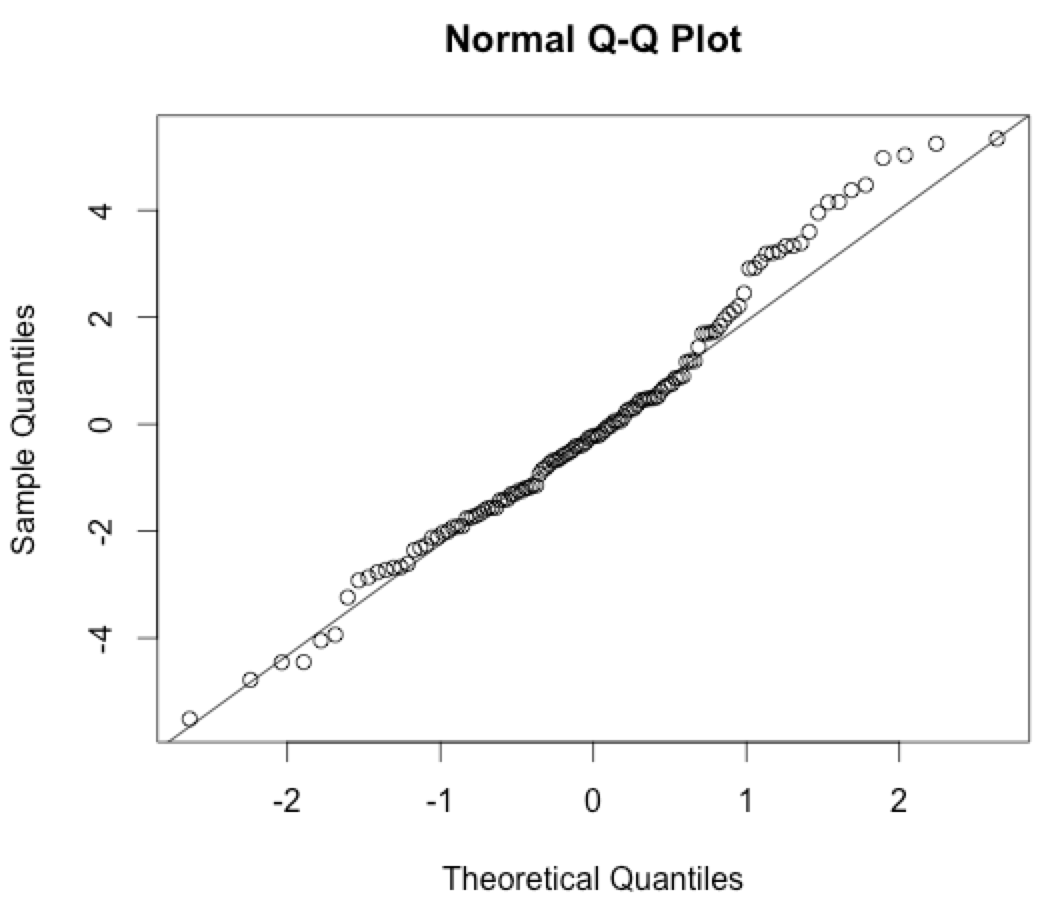 Normal Q-Q Plot
Sample Quantiles
4
2
0
-2
-4
-2 -1 0 1 2
Theoretical Quantiles